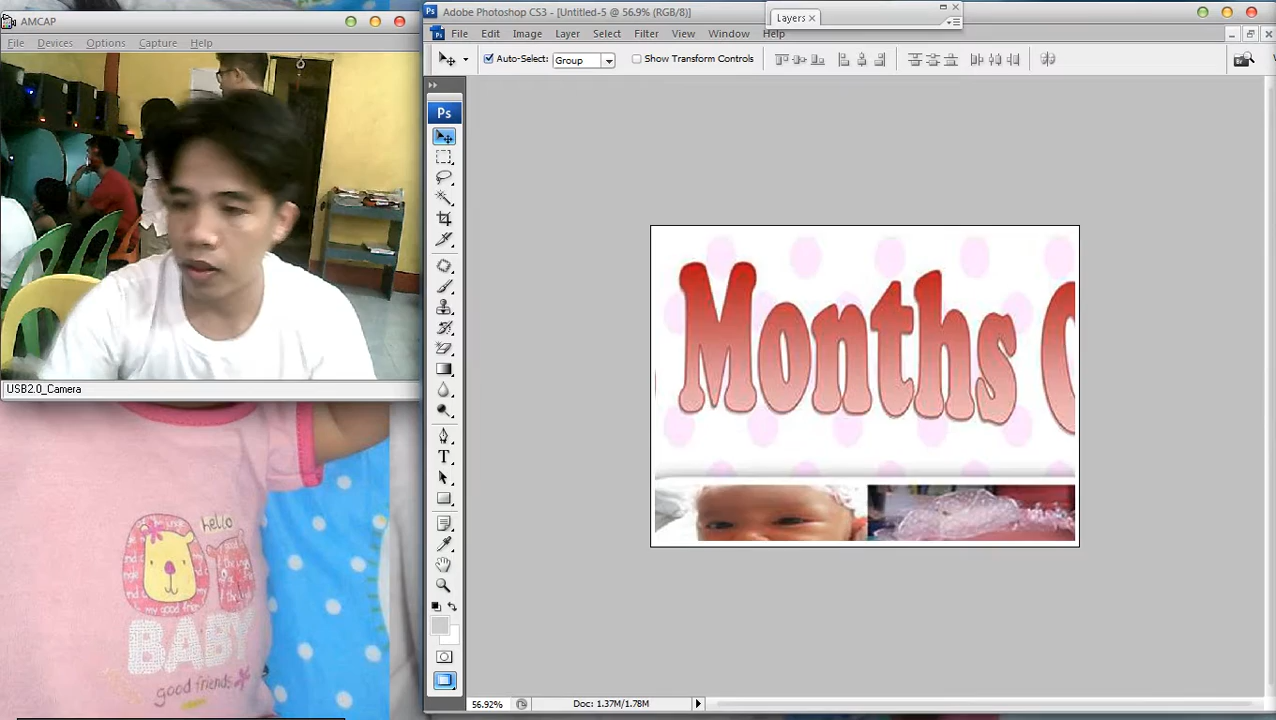 AMCAP
File Devices Options Capture Help
USB2.0_Camera
hello
BABY
good friends
Adobe Photoshop CS3 - [Untitled-5 @ 56.9% (RGB/8)]
Layers x
File Edit Image Layer Select Filter View Window Help
Auto-Select: Group Show Transform Controls
Ps
T
Months
56.92% Doc: 1.37M/1.78M